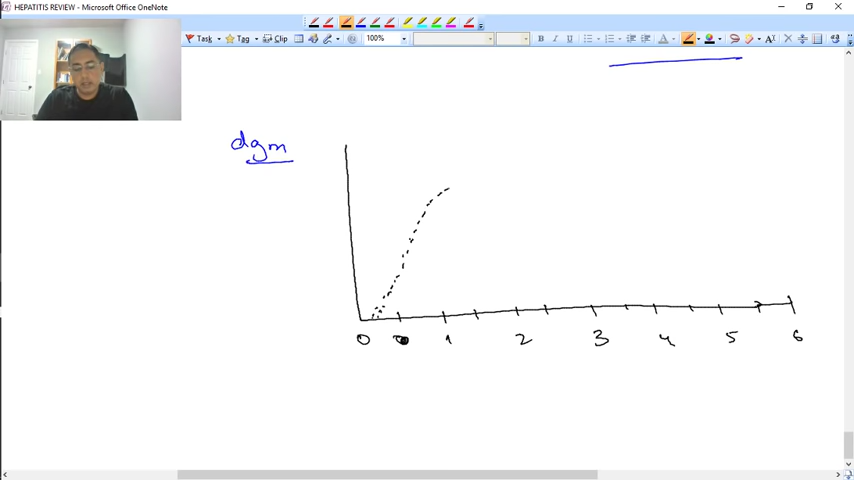 HEPATITIS REVIEW - Microsoft Office OneNote
Task Tag Clip 100% B I U A
dgm
0 1 2 3 4 5 6